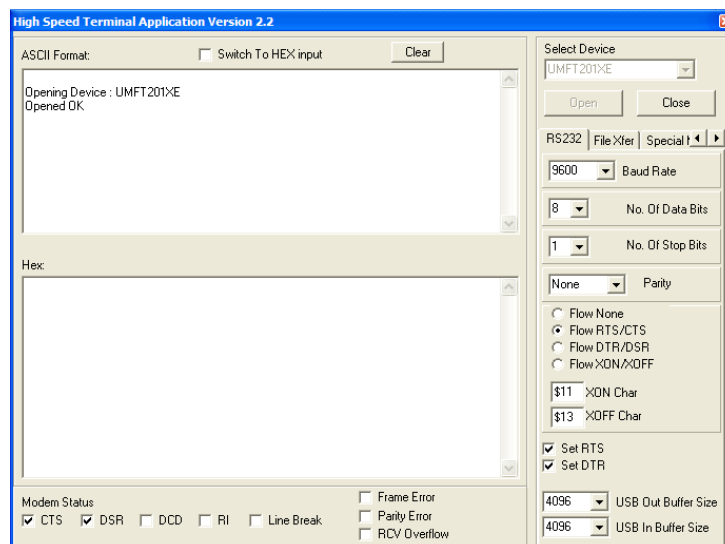 High Speed Terminal Application Version 2.2
ASCII Format:
Switch To HEX input
Clear
Opening Device : UMFT201XE
Opened OK
Hex:
Modem Status
CTS
DSR
DCD
RI
Line Break
Frame Error
Parity Error
RCV Overflow
Select Device
UMFT201XE
Open
Close
RS232
File Xfer
Special
9600
Baud Rate
8
No. Of Data Bits
1
No. Of Stop Bits
None
Parity
Flow None
Flow RTS/CTS
Flow DTR/DSR
Flow XON/XOFF
$11
XON Char
$13
XOFF Char
Set RTS
Set DTR
4096
USB Out Buffer Size
4096
USB In Buffer Size